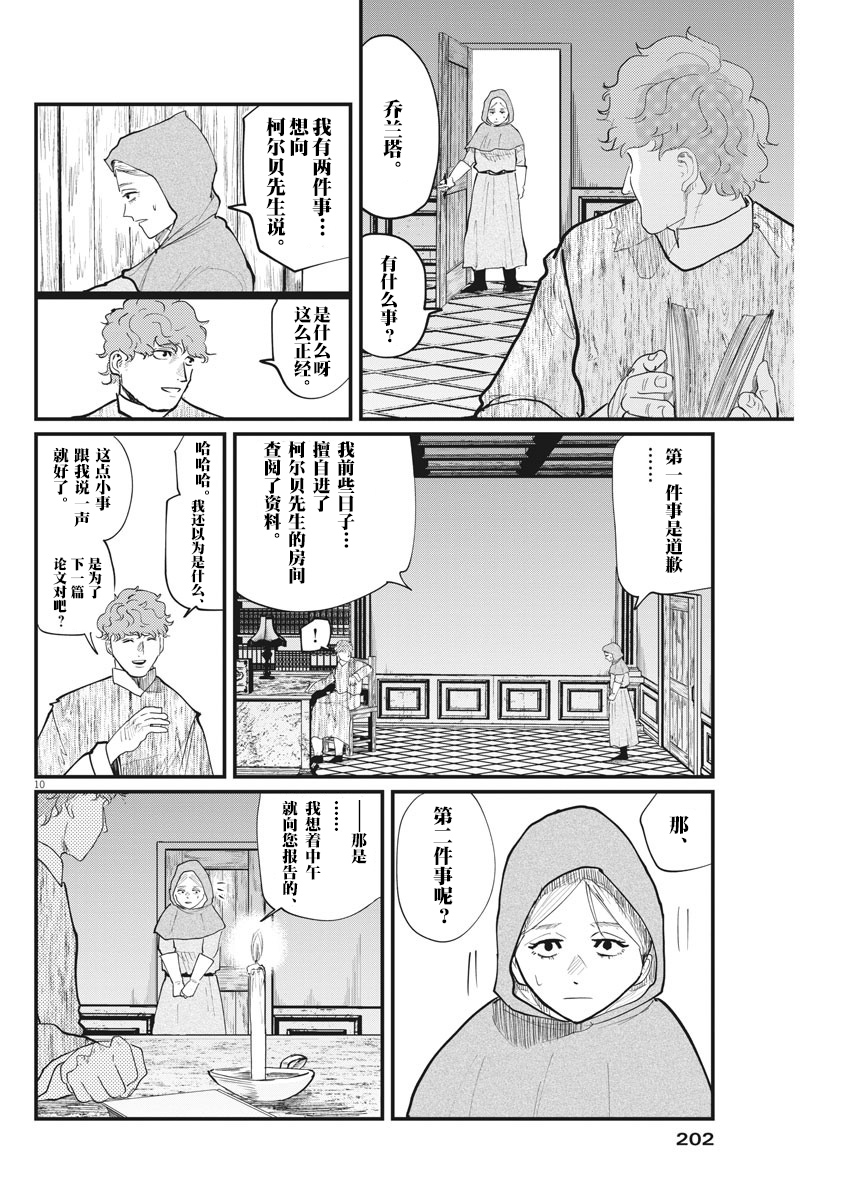 乔兰塔。
有什么事？
我有两件事…
想向
柯尔贝先生说。
是什么呀
这么正经。
第一件事是道歉
……
我前些日子…
擅自进了
柯尔贝先生的房间
查阅了资料。
！
哈哈哈。我还以为是什么、
这点小事
跟我说一声
就好了。
是为了
下一篇
论文对吧？
那、
第二件事呢？
——那是
……
我想着中午
就向您报告的、
10
202